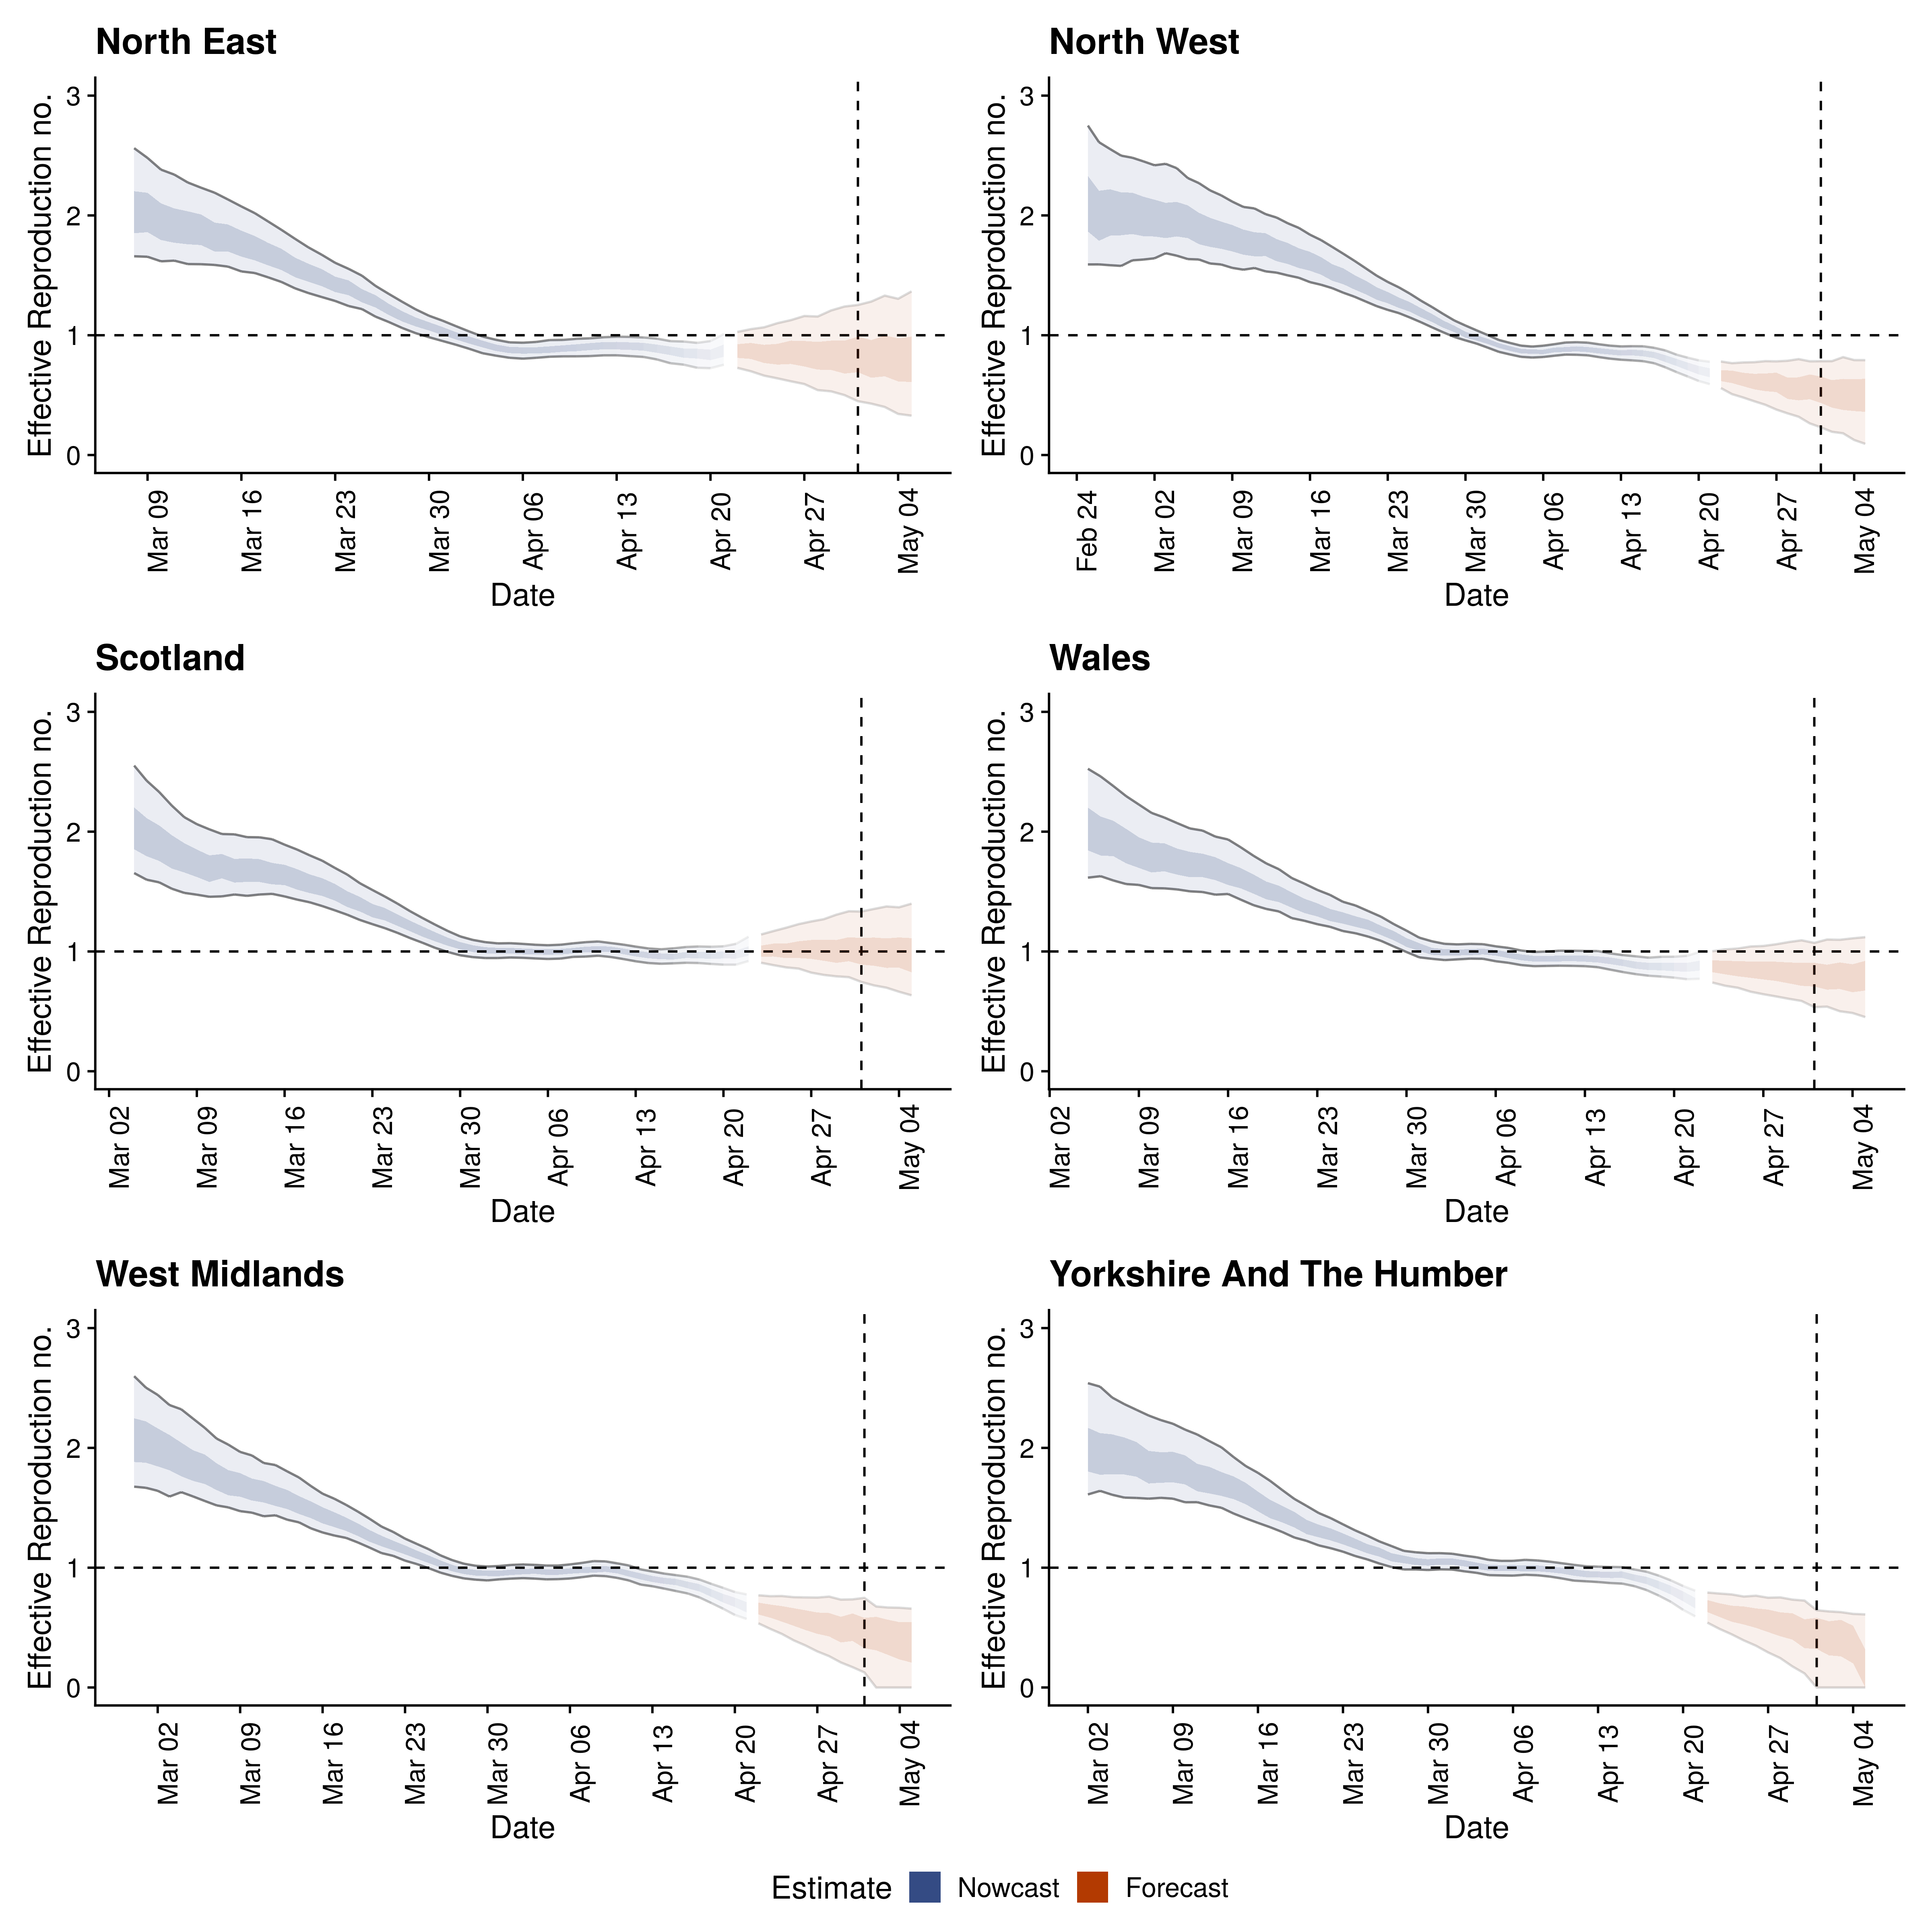 North East
Effective Reproduction no.
3
2
1
0
Mar 09
Mar 16
Mar 23
Mar 30
Apr 06
Apr 13
Apr 20
Apr 27
May 04
Date
North West
Effective Reproduction no.
3
2
1
0
Feb 24
Mar 02
Mar 09
Mar 16
Mar 23
Mar 30
Apr 06
Apr 13
Apr 20
Apr 27
May 04
Date
Scotland
Effective Reproduction no.
3
2
1
0
Mar 02
Mar 09
Mar 16
Mar 23
Mar 30
Apr 06
Apr 13
Apr 20
Apr 27
May 04
Date
Wales
Effective Reproduction no.
3
2
1
0
Mar 02
Mar 09
Mar 16
Mar 23
Mar 30
Apr 06
Apr 13
Apr 20
Apr 27
May 04
Date
West Midlands
Effective Reproduction no.
3
2
1
0
Mar 02
Mar 09
Mar 16
Mar 23
Mar 30
Apr 06
Apr 13
Apr 20
Apr 27
May 04
Date
Yorkshire And The Humber
Effective Reproduction no.
3
2
1
0
Mar 02
Mar 09
Mar 16
Mar 23
Mar 30
Apr 06
Apr 13
Apr 20
Apr 27
May 04
Date
Estimate Nowcast Forecast